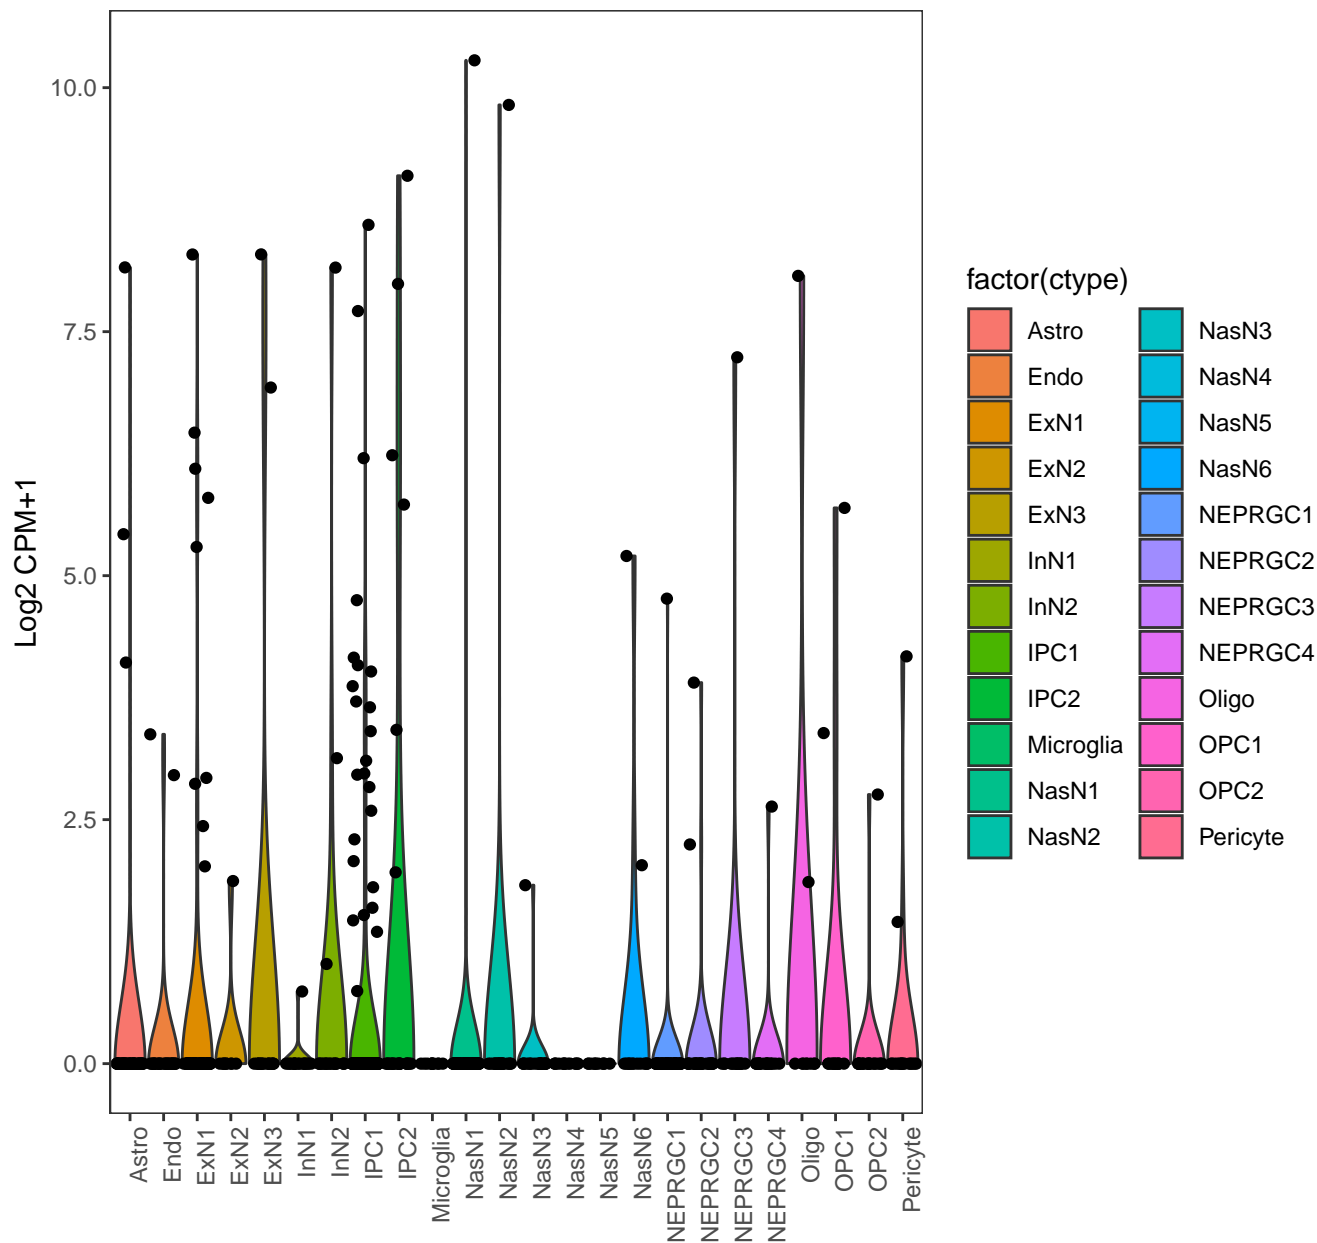 10.0
7.5
5.0
2.5
0.0
Log2 CPM+1
Astro
Endo
ExN1
ExN2
ExN3
InN1
InN2
IPC1
IPC2
Microglia
NasN1
NasN2
NasN3
NasN4
NasN5
NasN6
NEPRGC1
NEPRGC2
NEPRGC3
NEPRGC4
Oligo
OPC1
OPC2
Pericyte
factor(ctype)
Astro
Endo
ExN1
ExN2
ExN3
InN1
InN2
IPC1
IPC2
Microglia
NasN1
NasN2
NasN3
NasN4
NasN5
NasN6
NEPRGC1
NEPRGC2
NEPRGC3
NEPRGC4
Oligo
OPC1
OPC2
Pericyte